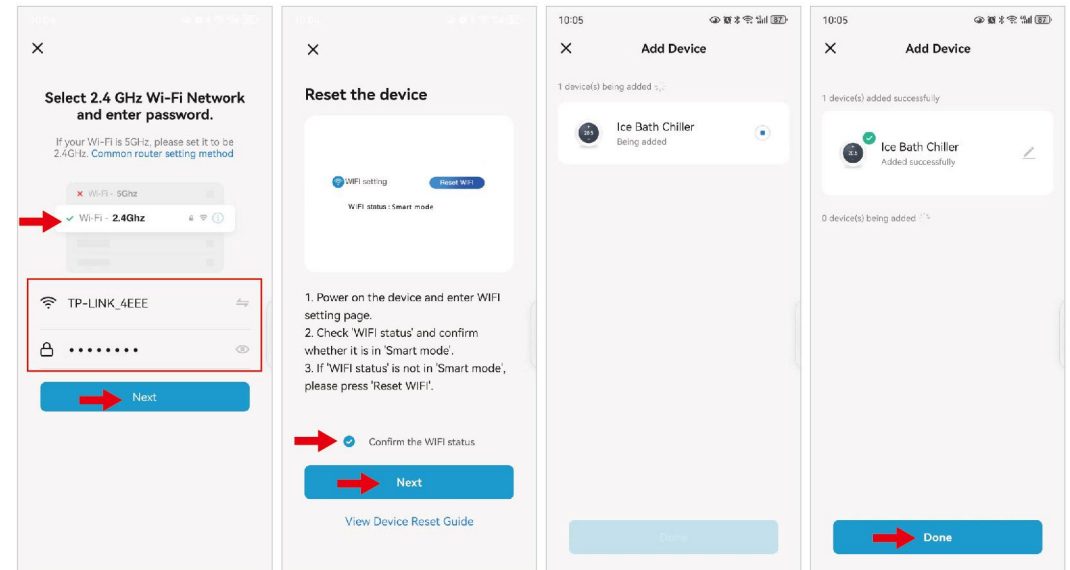 Select 2.4 GHz Wi-Fi Network
and enter password.
If your Wi-Fi is 5GHz, please set it to be
2.4GHz. Common router setting method
Wi-Fi - 5Ghz
Wi-Fi - 2.4Ghz
TP-LINK_4EEE
Next
Reset the device
WIFI setting
Reset WIFI
WIFI status : Smart mode
1. Power on the device and enter WIFI
setting page.
2. Check 'WIFI status' and confirm
whether it is in 'Smart mode'.
3. If 'WIFI status' is not in 'Smart mode',
please press 'Reset WIFI'.
Confirm the WIFI status
Next
View Device Reset Guide
10:05
87
Add Device
1 device(s) being added
Ice Bath Chiller
Being added
Done
10:05
87
Add Device
1 device(s) added successfully
Ice Bath Chiller
Added successfully
0 device(s) being added
Done